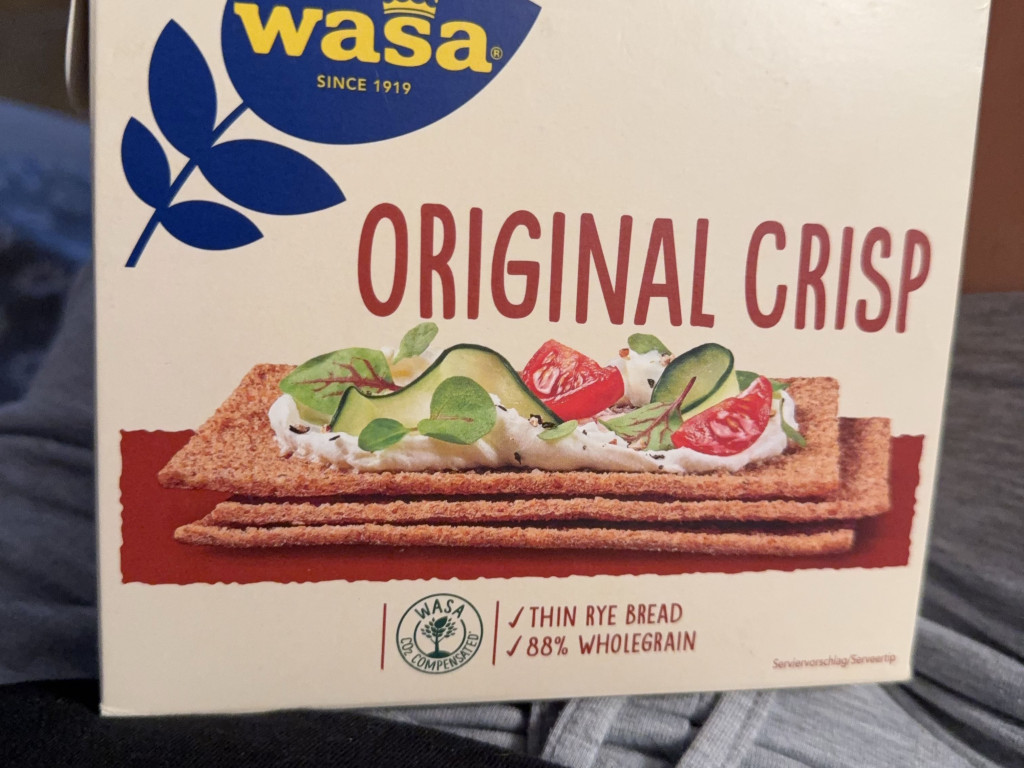 wasa®
SINCE 1919
ORIGINAL CRISP
WASA
CO2 COMPENSATED
✓ THIN RYE BREAD
✓ 88% WHOLEGRAIN
Serviervorschlag/Serveertip